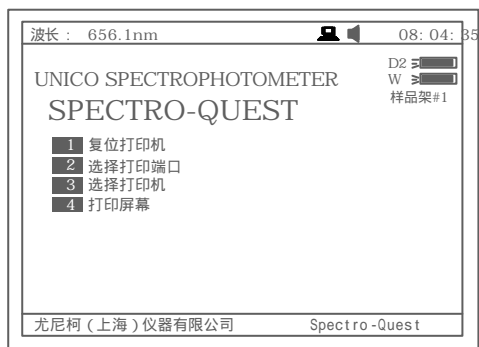 波长： 656.1nm 08: 04: 35
D2
UNICO SPECTROPHOTOMETER W
样品架#1
SPECTRO-QUEST
1 复位打印机
2 选择打印端口
3 选择打印机
4 打印屏幕
尤尼柯（上海）仪器有限公司 Spectro-Quest